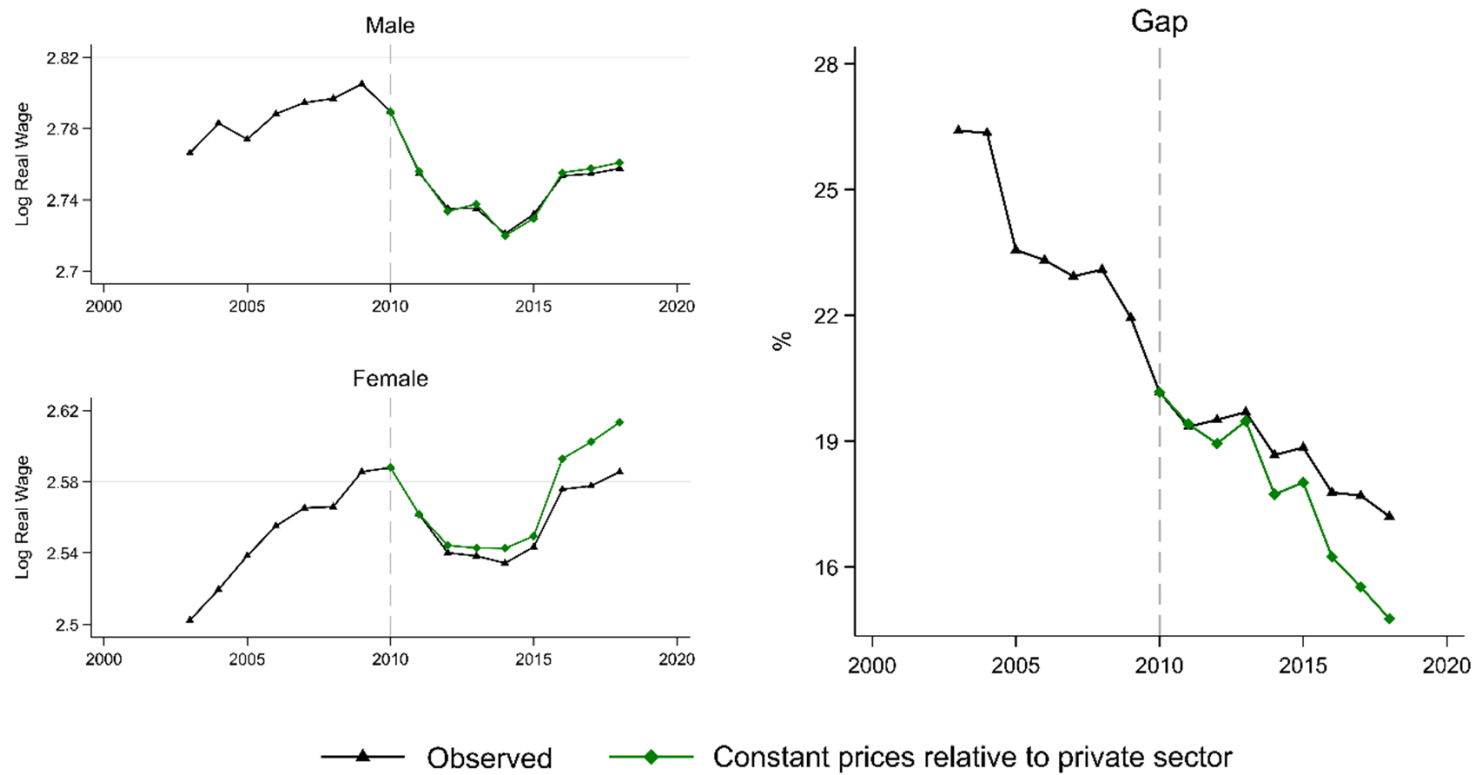 Male
Log Real Wage
2.82
2.78
2.74
2.7
2000 2005 2010 2015 2020
Female
Log Real Wage
2.62
2.58
2.54
2.5
2000 2005 2010 2015 2020
Gap
%
28
25
22
19
16
2000 2005 2010 2015 2020
Observed Constant prices relative to private sector